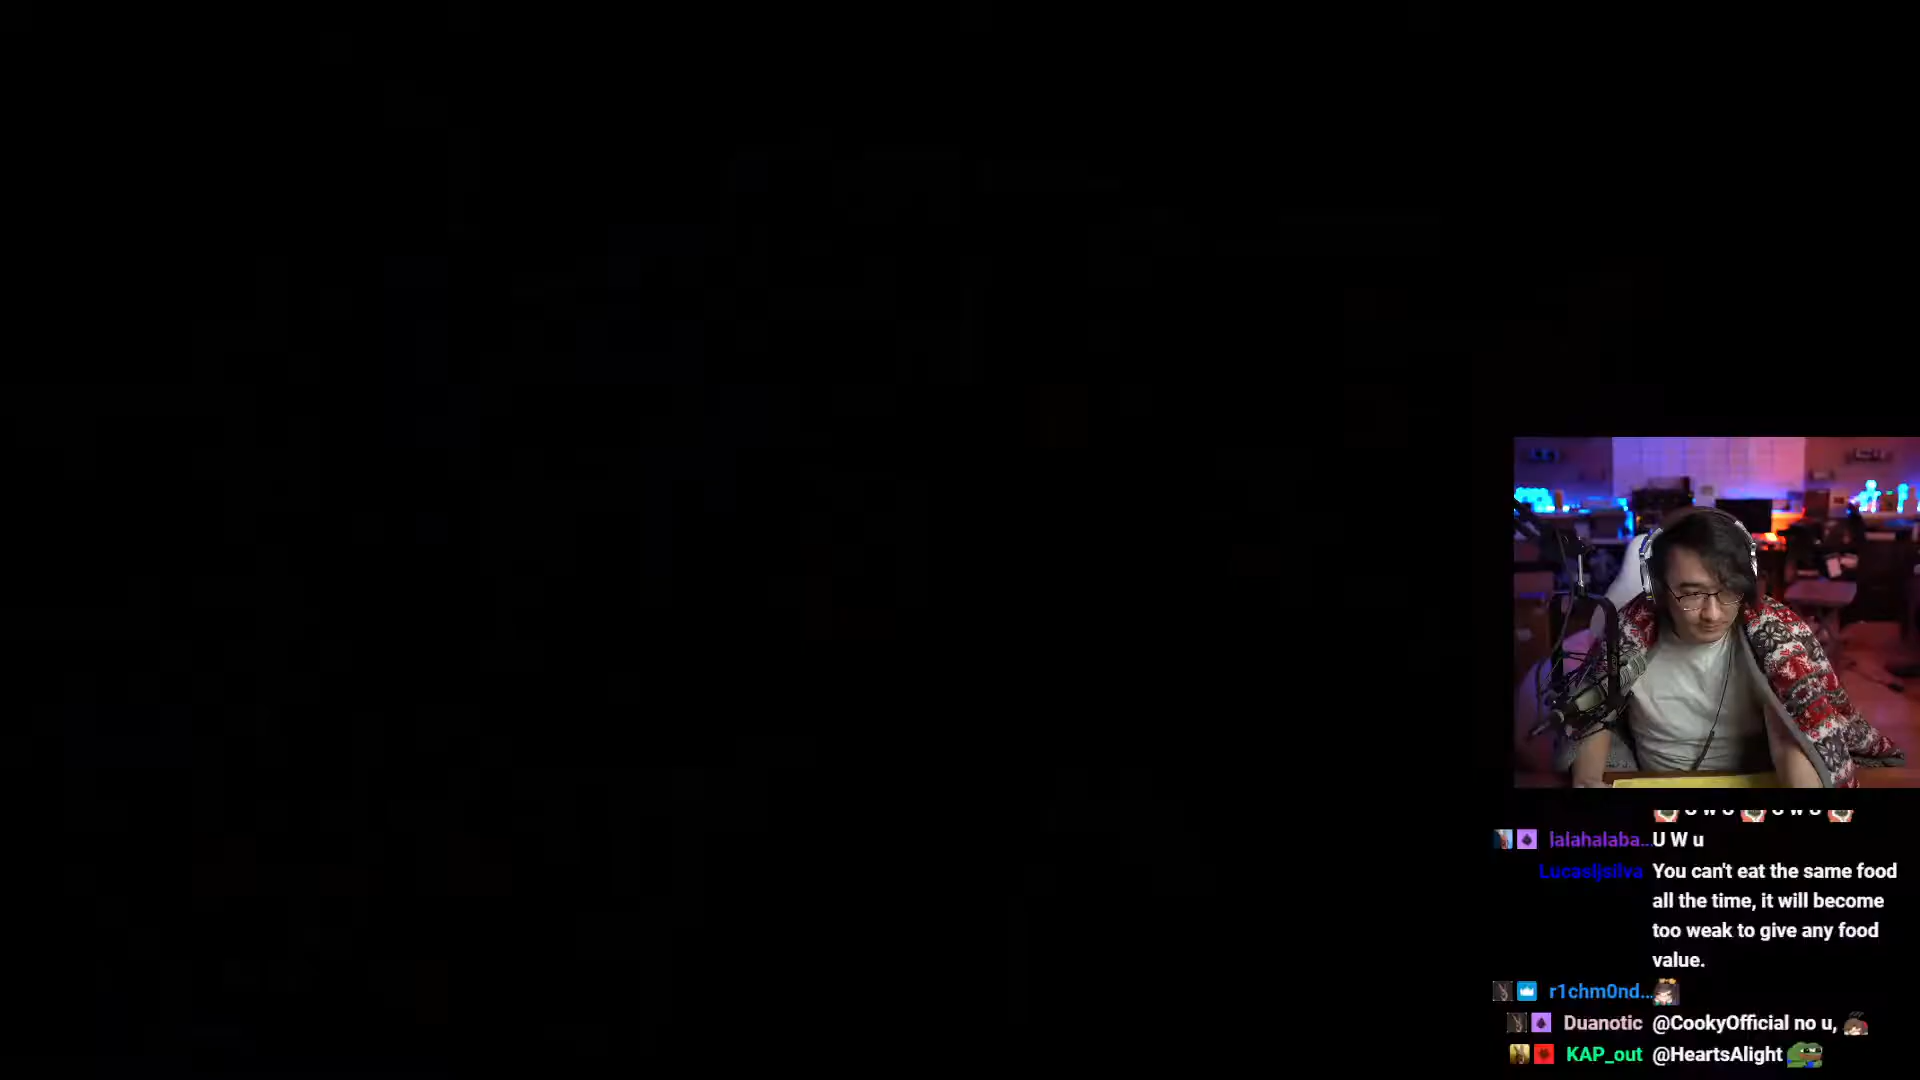 lalahalaba... U W u
Lucasljsilva You can't eat the same food
all the time, it will become
too weak to give any food
value.
r1chm0nd...
Duanotic @CookyOfficial no u,
KAP_out @HeartsAlight